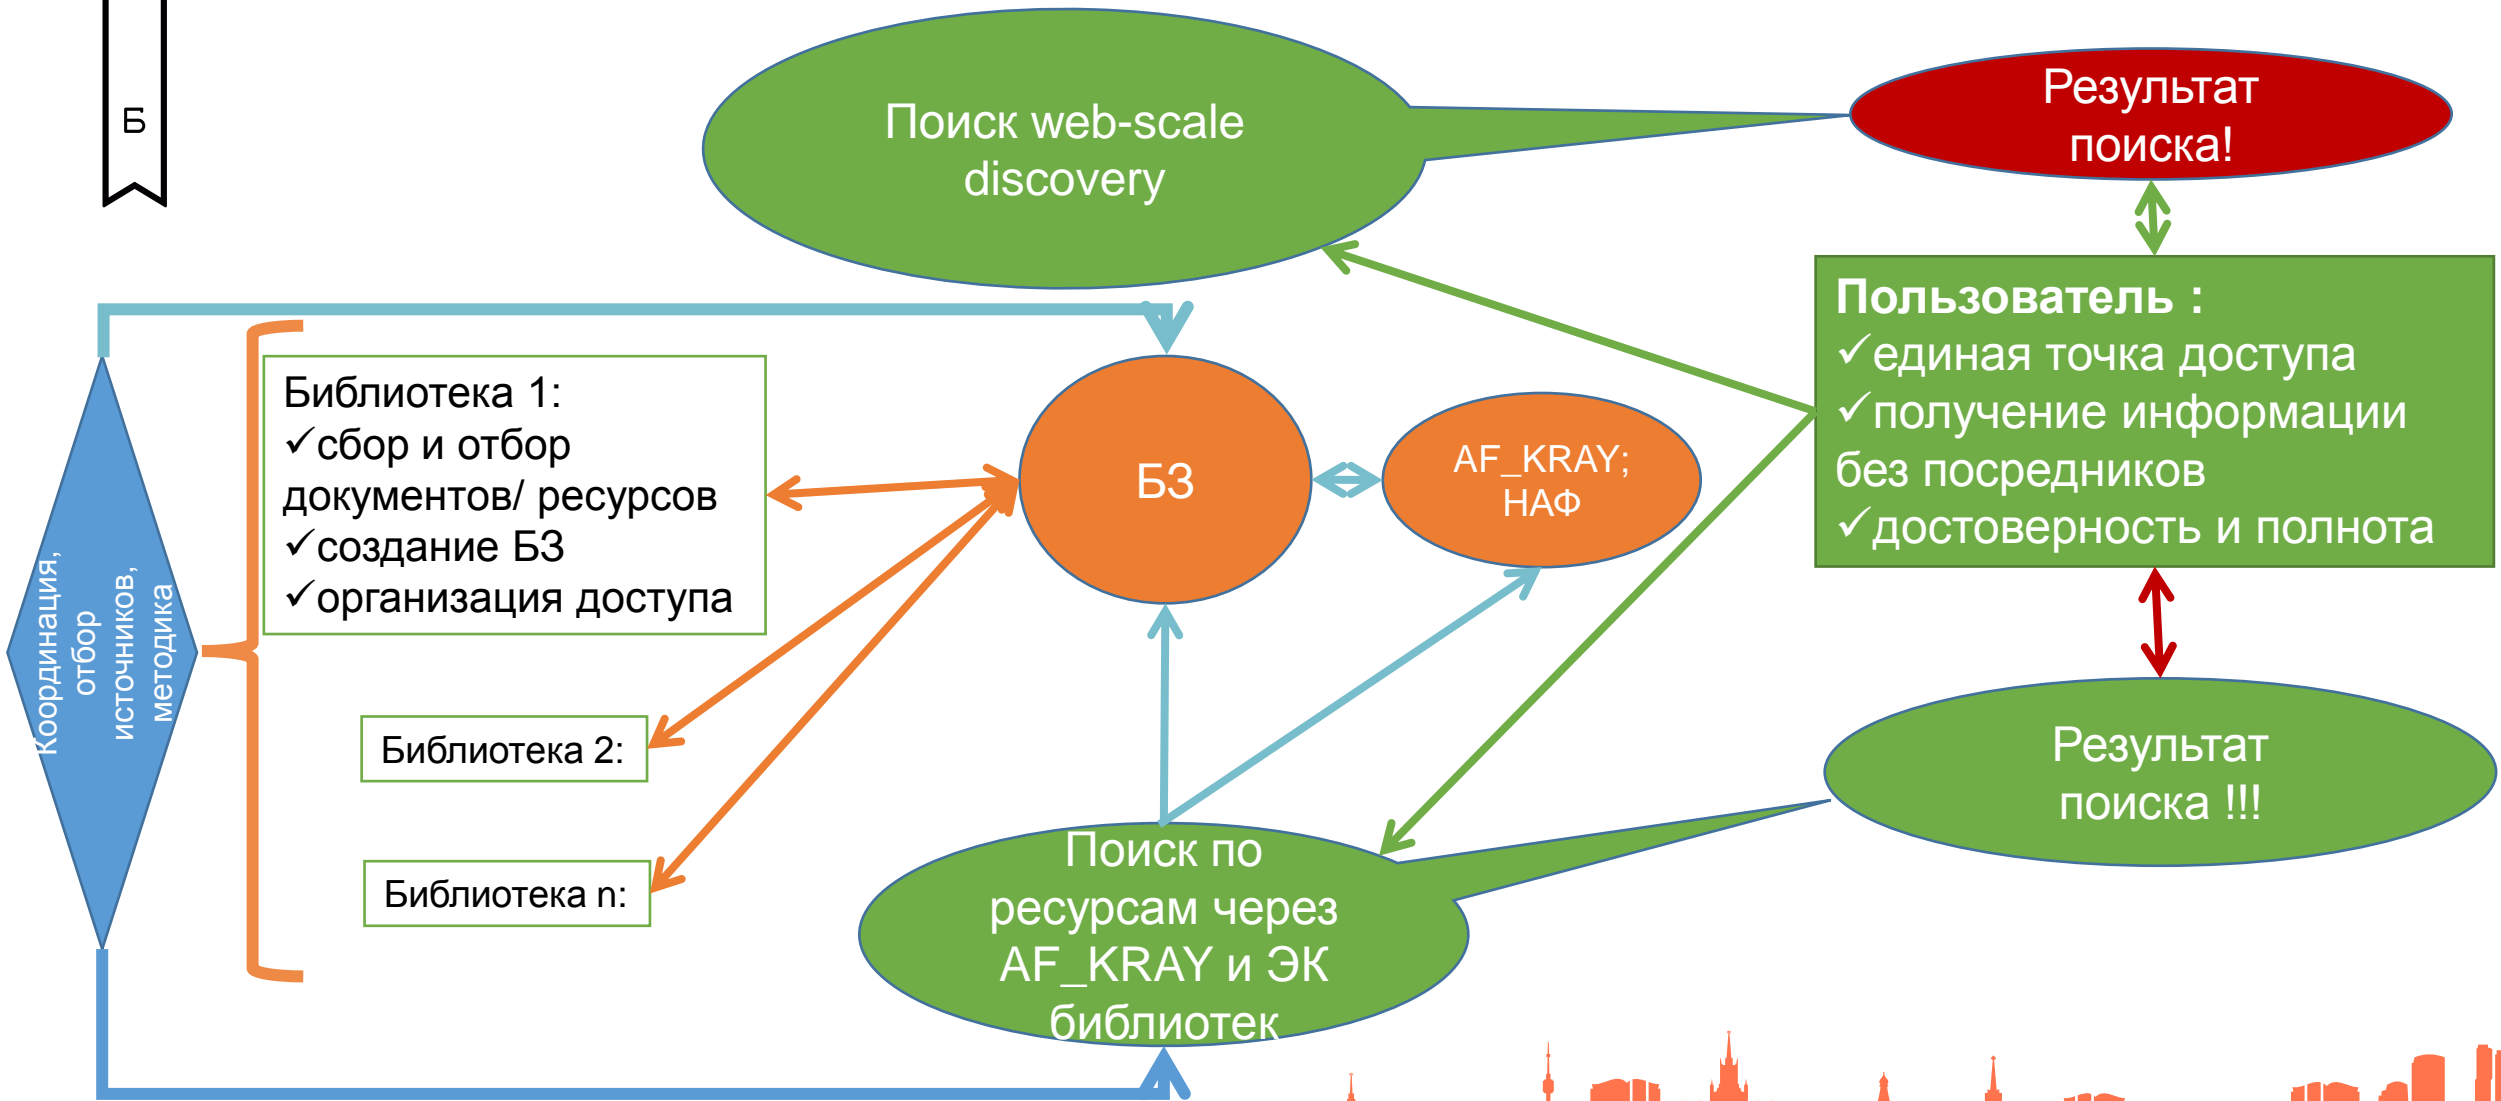 Б
Поиск web-scale
discovery
Результат
поиска!
Пользователь :
✓единая точка доступа
✓получение информации
без посредников
✓достоверность и полнота
Библиотека 1:
✓сбор и отбор
документов/ ресурсов
✓создание БЗ
✓организация доступа
БЗ
AF_KRAY;
НАФ
Координация,
отбор
источников,
методика
Библиотека 2:
Библиотека n:
Результат
поиска !!!
Поиск по
ресурсам через
AF_KRAY и ЭК
библиотек